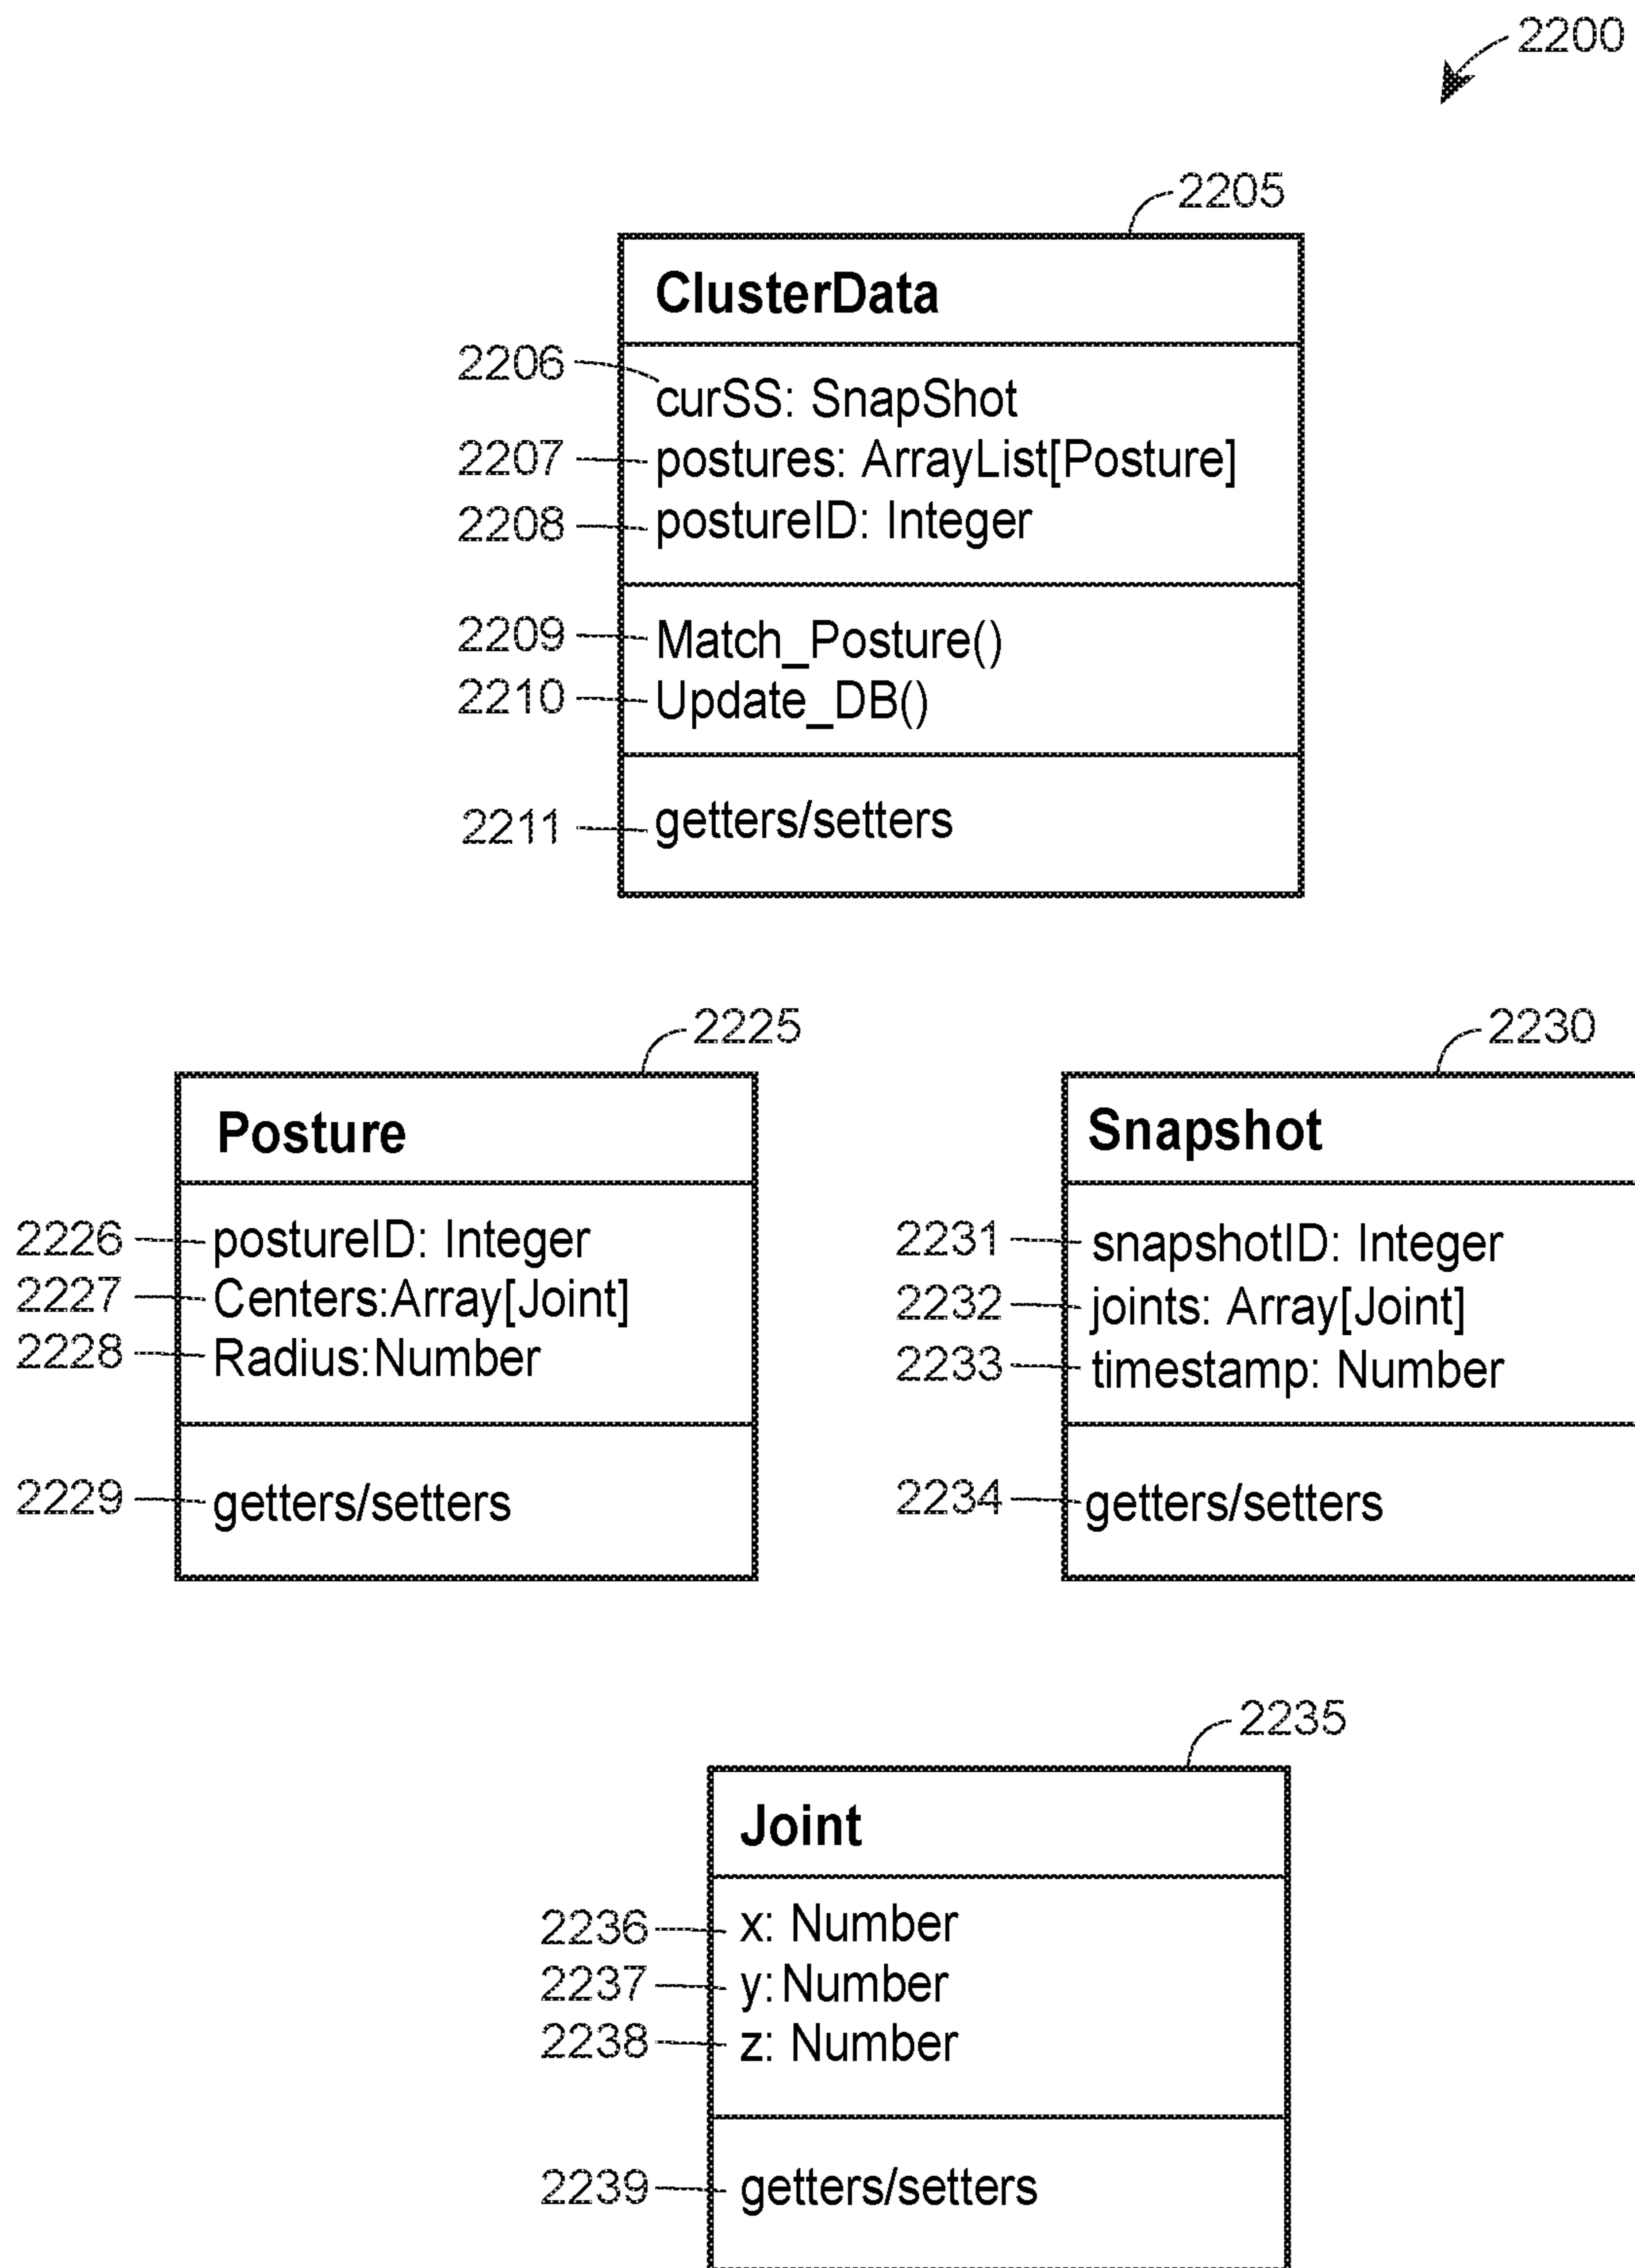 2200
2205
ClusterData
2206 curSS: SnapShot
2207 postures: ArrayList[Posture]
2208 postureID: Integer
2209 Match_Posture()
2210 Update_DB()
2211 getters/setters
2225
Posture
2226 postureID: Integer
2227 Centers:Array[Joint]
2228 Radius:Number
2229 getters/setters
2230
Snapshot
2231 snapshotID: Integer
2232 joints: Array[Joint]
2233 timestamp: Number
2234 getters/setters
2235
Joint
2236 x: Number
2237 y:Number
2238 z: Number
2239 getters/setters